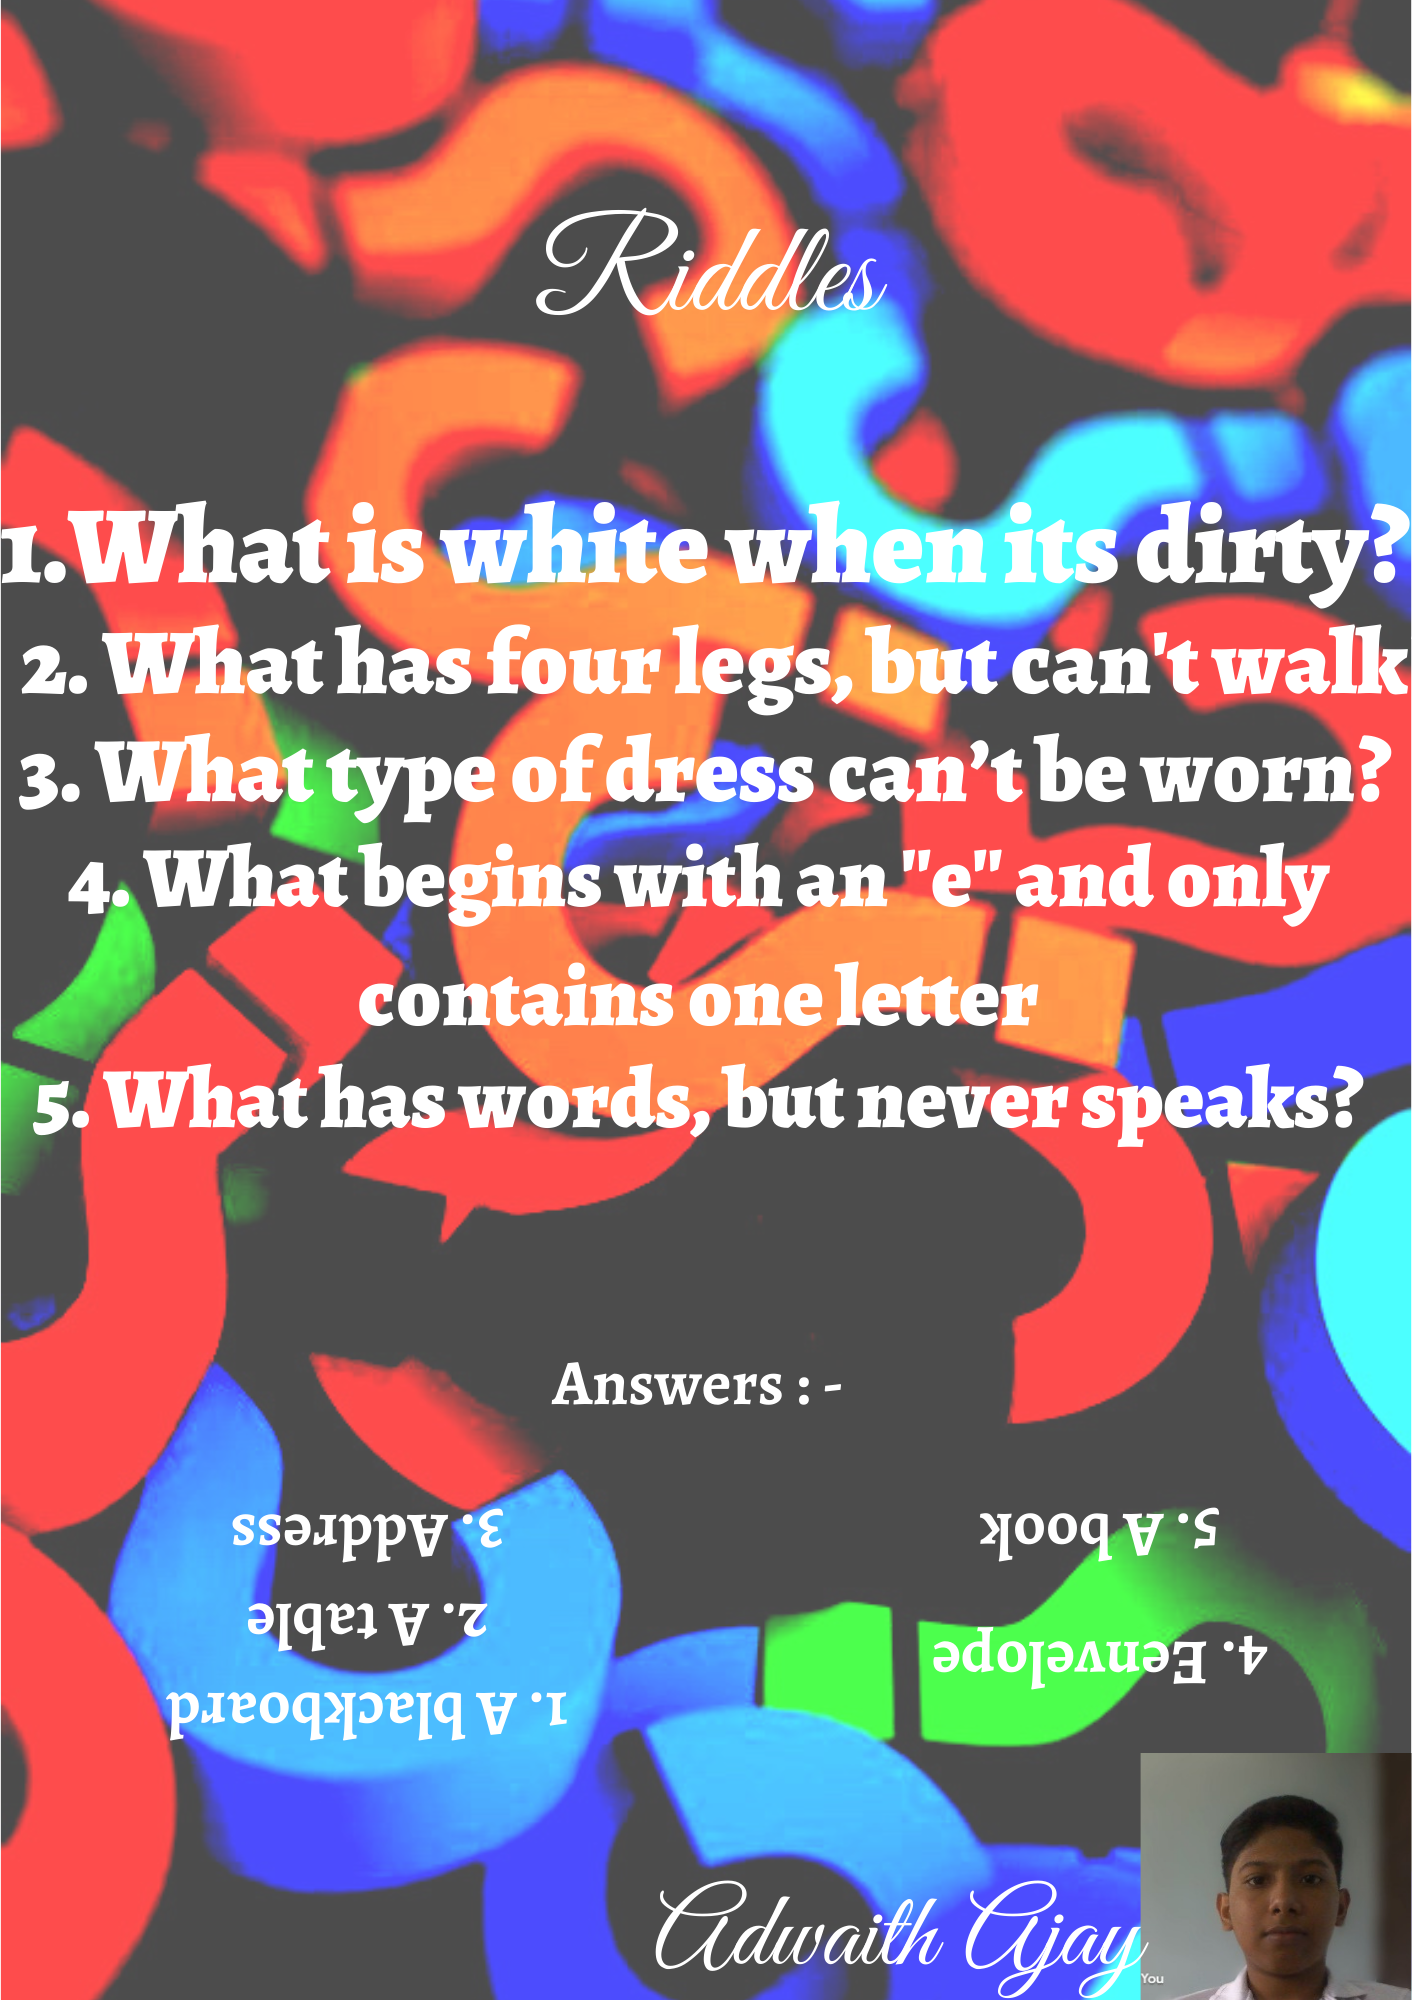 Riddles
1.What is white when its dirty?
2. What has four legs, but can't walk
3. What type of dress can’t be worn?
4. What begins with an "e" and only
contains one letter
5. What has words, but never speaks?
Answers : -
1. A blackboard
2. A table
3. Address
4. Eenvelope
5. A book
Adwaith Ajay
You